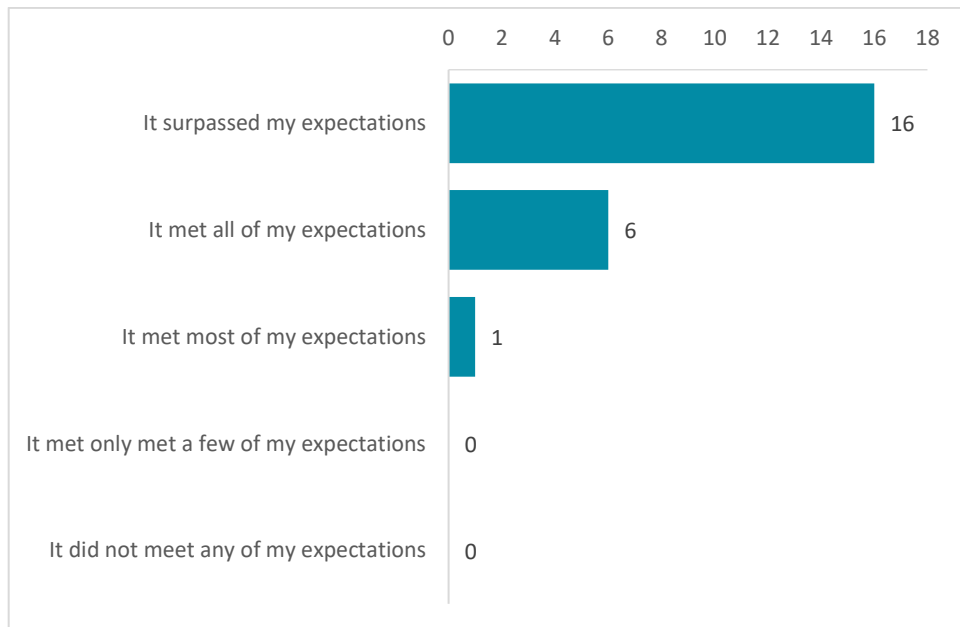 0 2 4 6 8 10 12 14 16 18
It surpassed my expectations 16
It met all of my expectations 6
It met most of my expectations 1
It met only met a few of my expectations 0
It did not meet any of my expectations 0